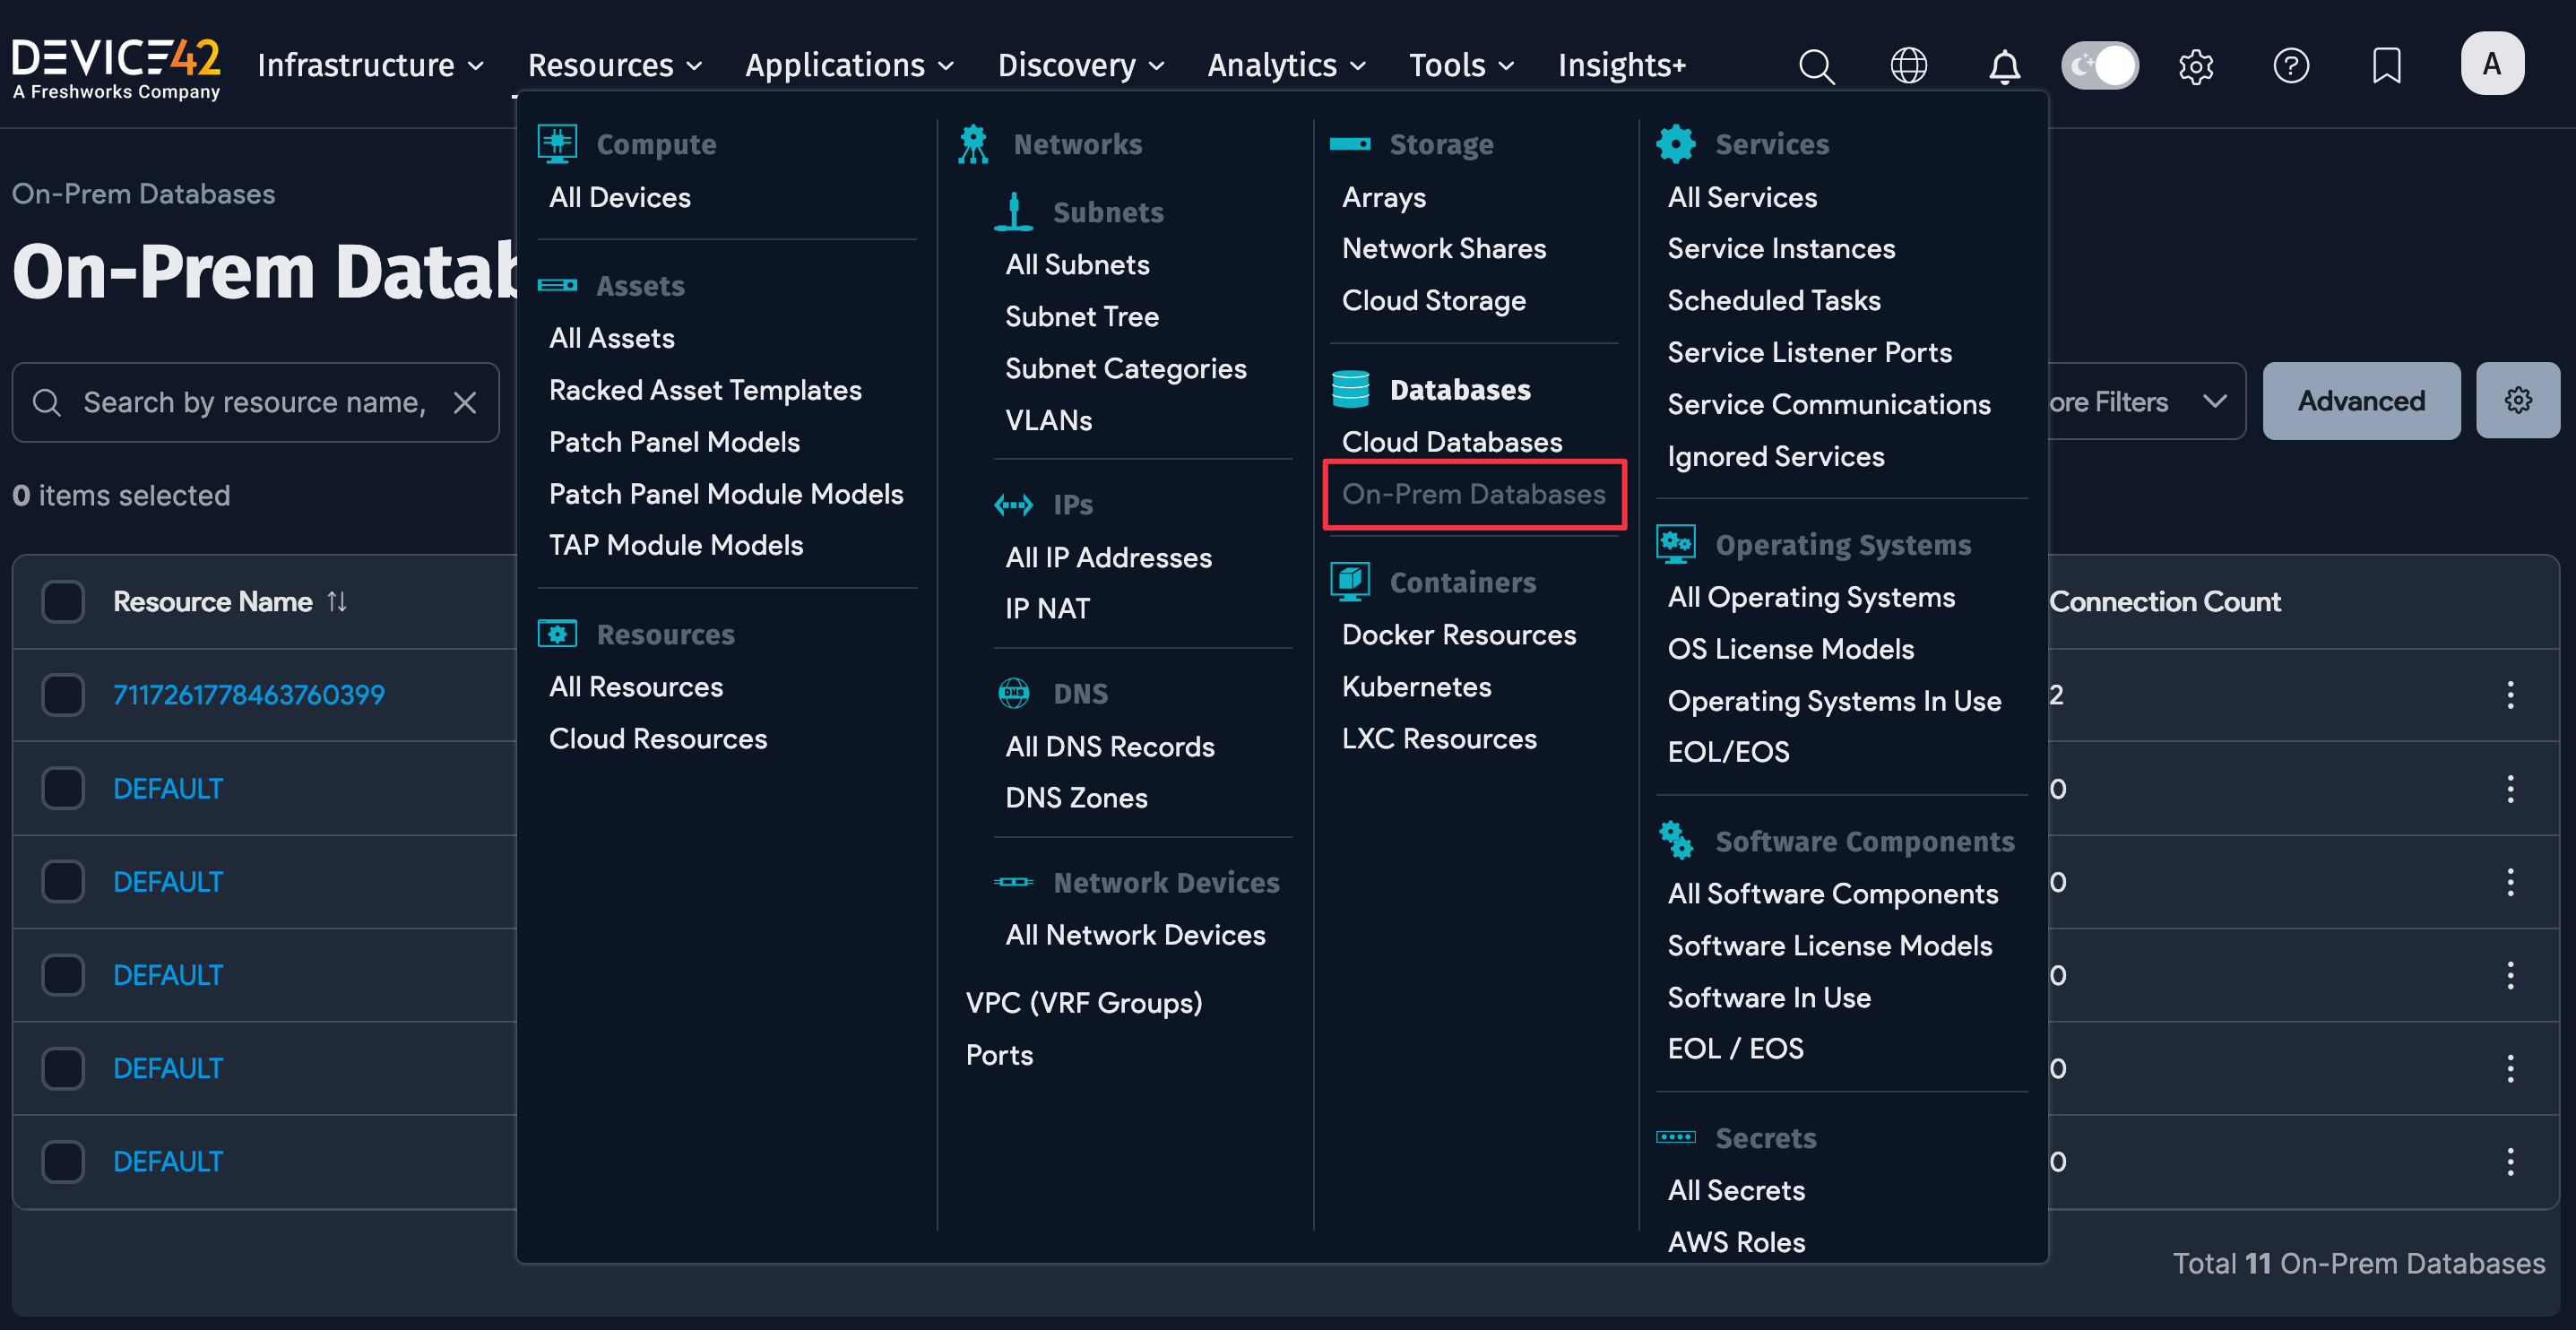 DEVICE42
A Freshworks Company
Infrastructure
Resources
Applications
Discovery
Analytics
Tools
Insights+
A
On-Prem Databases
On-Prem Datab
Search by resource name,
ore Filters
Advanced
0 items selected
Resource Name
Connection Count
7117261778463760399
2
DEFAULT
0
DEFAULT
0
DEFAULT
0
DEFAULT
0
DEFAULT
0
Total 11 On-Prem Databases
Compute
All Devices
Assets
All Assets
Racked Asset Templates
Patch Panel Models
Patch Panel Module Models
TAP Module Models
Resources
All Resources
Cloud Resources
Networks
Subnets
All Subnets
Subnet Tree
Subnet Categories
VLANs
IPs
All IP Addresses
IP NAT
DNS
DNS
All DNS Records
DNS Zones
Network Devices
All Network Devices
VPC (VRF Groups)
Ports
Storage
Arrays
Network Shares
Cloud Storage
Databases
Cloud Databases
On-Prem Databases
Containers
Docker Resources
Kubernetes
LXC Resources
Services
All Services
Service Instances
Scheduled Tasks
Service Listener Ports
Service Communications
Ignored Services
Operating Systems
All Operating Systems
OS License Models
Operating Systems In Use
EOL/EOS
Software Components
All Software Components
Software License Models
Software In Use
EOL / EOS
Secrets
All Secrets
AWS Roles